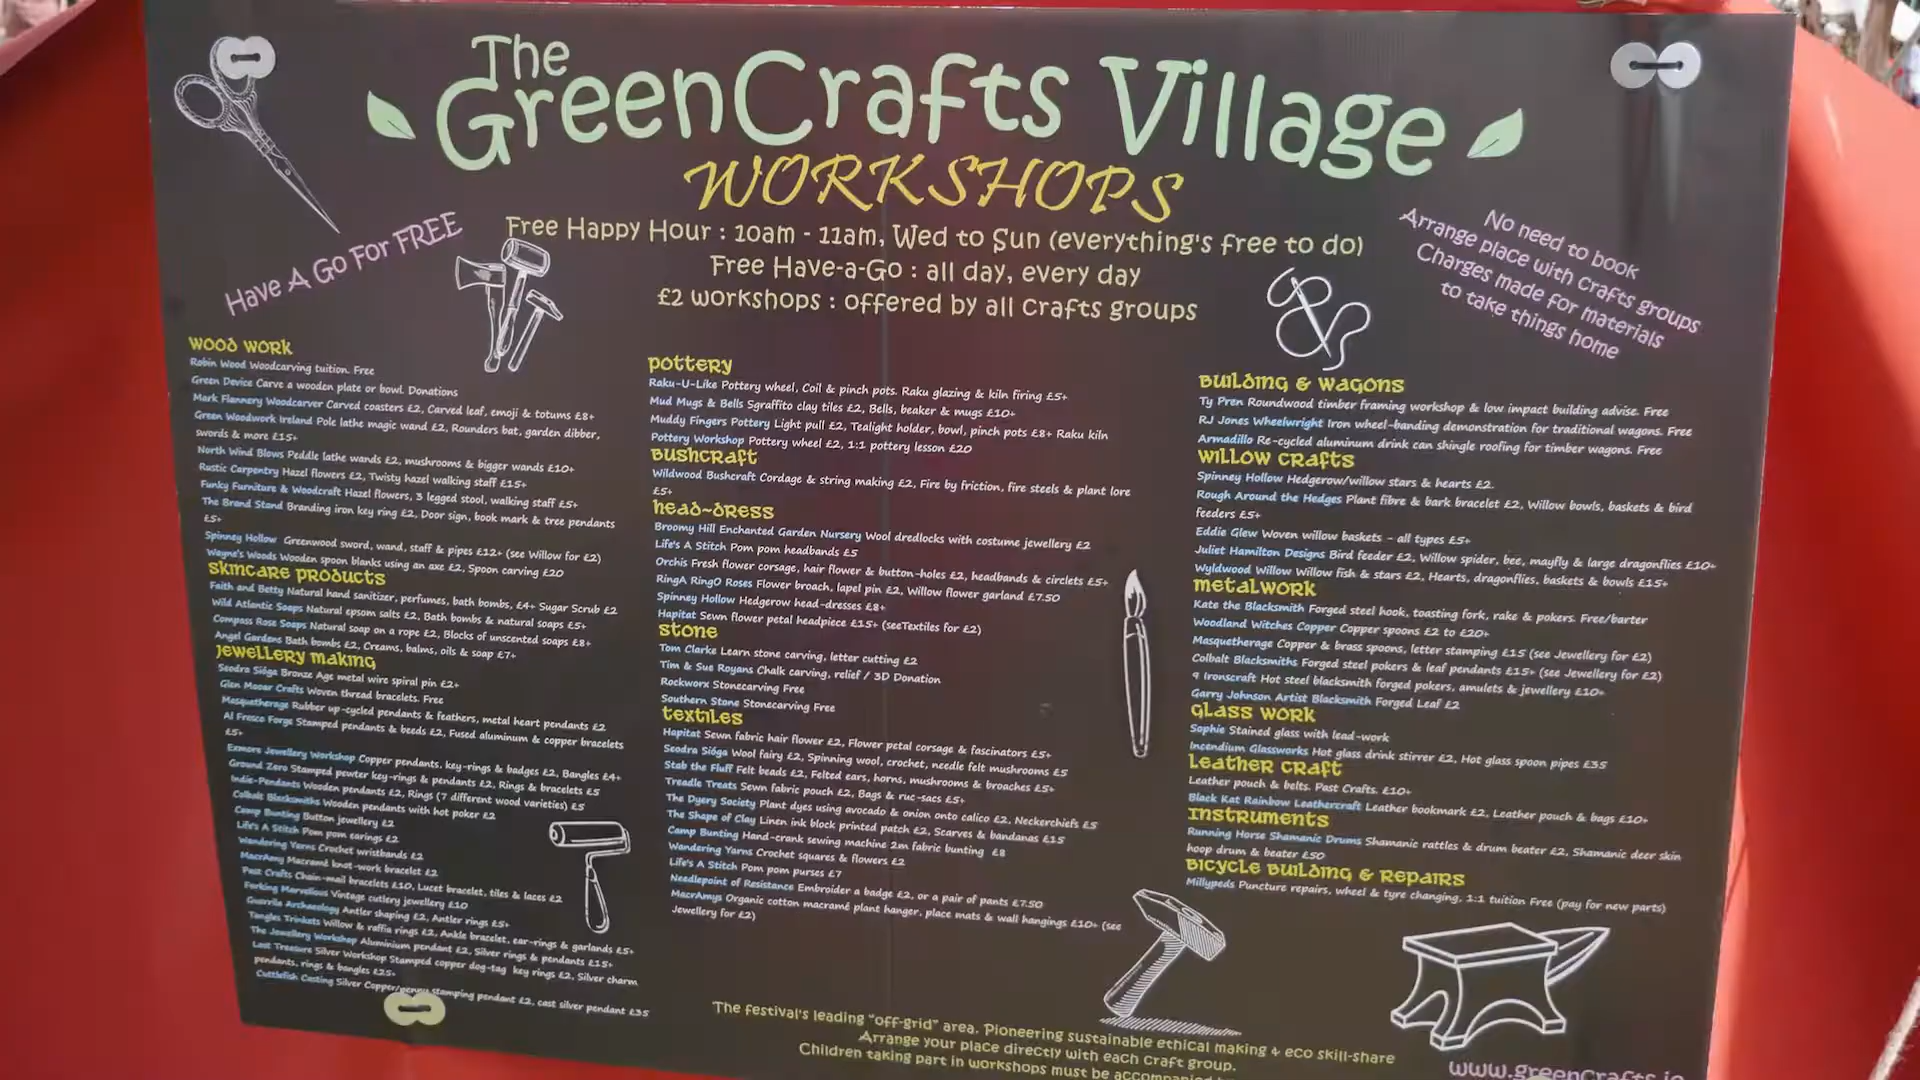 The
GreenCrafts Village
WORKSHOPS
Have A Go For FREE
Free Happy Hour : 10am - 11am, Wed to Sun (everything's free to do)
Free Have-a-Go : all day, every day
£2 workshops : offered by all Crafts groups
No need to book
Arrange place with Crafts groups
Charges made for materials
to take things home
wood work
Robin Wood Woodcarving tuition. Free
Green Device Carve a wooden plate or bowl. Donations
Mark Flannery Woodcarver Carved coasters £2, Carved leaf, emoji & totums £8+
Green Woodwork Ireland Pole lathe magic wand £2, Rounders bat, garden dibber,
swords & more £15+
North Wind Blows Peddle lathe wands £2, mushrooms & bigger wands £10+
Rustic Carpentry Hazel flowers £2, Twisty hazel walking staff £15+
Funky Furniture & Woodcraft Hazel flowers, 3 legged stool, walking staff £5+
The Brend Stand Branding iron key ring £2, Door sign, book mark & tree pendants
£5+
Spinney Hollow Greenwood sword, wand, staff & pipes £12+ (see Willow for £2)
Wayne's Woods Wooden spoon blanks using an axe £2, Spoon carving £20
skincare products
Faith and Betty Natural hand sanitizer, perfumes, bath bombs, £4+ Sugar Scrub £2
Wild Atlantic Soaps Natural epsom salts £2, Bath bombs & natural soaps £5+
Compass Rose Soaps Natural soap on a rope £2, Blocks of unscented soaps £8+
Angel Gardens Bath bombs £2, Creams, balms, oils & soap £7+
jewellery making
Seodra Sióga Bronze Age metal wire spiral pin £2+
Glen Mooar Crafts Woven thread bracelets. Free
Masquetherage Rubber up-cycled pendants & feathers, metal heart pendants £2
Al Fresco Forge Stamped pendants & beeds £2, Fused aluminum & copper bracelets
£5+
Exmore Jewellery Workshop Copper pendants, key-rings & badges £2, Bangles £4+
Ground Zero Stamped pewter key-rings & pendants £2, Rings & bracelets £5
Indie-Pendants Wooden pendants £2, Rings (7 different wood varieties) £5
Colbalt Blacksmiths Wooden pendants with hot poker £2
Camp Bunting Button jewellery £2
Life's A Stitch Pom pom earings £2
Wandering Yarns Crochet wristbands £2
MacrAmy Macramé knot-work bracelet £2
Past Crafts Chain-mail bracelets £10, Lucet bracelet, tiles & laces £2
Forking Marvellous Vintage cutlery jewellery £10
Guerrile Archaeology Antler shaping £2, Antler rings £5+
Tangles Trinkets Willow & raffia rings £2, Ankle bracelet, ear-rings & garlands £5+
The Jewellery Workshop Aluminium pendant £2, Silver rings & pendants £15+
Lost Treasure Silver Workshop Stamped copper dog-tag key rings £2, Silver charm
pendants, rings & bangles £25+
Cuttlefish Casting Silver Copper/penny stamping pendant £2, cast silver pendant £35
pottery
Raku-U-Like Pottery wheel, Coil & pinch pots. Raku glazing & kiln firing £5+
Mud Mugs & Bells Sgraffito clay tiles £2, Bells, beaker & mugs £10+
Muddy Fingers Pottery Light pull £2, Tealight holder, bowl, pinch pots £8+ Raku kiln
Pottery Workshop Pottery wheel £2, 1:1 pottery lesson £20
bushcraft
Wildwood Bushcraft Cordage & string making £2, Fire by friction, fire steels & plant lore
£5+
head-dress
Broomy Hill Enchanted Garden Nursery Wool dredlocks with costume jewellery £2
Life's A Stitch Pom pom headbands £5
Orchis Fresh flower corsage, hair flower & button-holes £2, headbands & circlets £5+
RingA RingO Roses Flower broach, lapel pin £2, Willow flower garland £7.50
Spinney Hollow Hedgerow head-dresses £8+
Hapitat Sewn flower petal headpiece £15+ (seeTextiles for £2)
stone
Tom Clarke Learn stone carving, letter cutting £2
Tim & Sue Royans Chalk carving, relief / 3D Donation
Rockworx Stonecarving Free
Southern Stone Stonecarving Free
textiles
Hapitat Sewn fabric hair flower £2, Flower petal corsage & fascinators £5+
Seodra Sióga Wool fairy £2, Spinning wool, crochet, needle felt mushrooms £5
Stab the Fluff Felt beads £2, Felted ears, horns, mushrooms & broaches £5+
Treadle Treats Sewn fabric pouch £2, Bags & ruc-sacs £5+
The Dyery Society Plant dyes using avocado & onion onto calico £2, Neckerchiefs £5
The Shape of Clay Linen ink block printed patch £2, Scarves & bandanas £15
Camp Bunting Hand-crank sewing machine 2m fabric bunting £8
Wandering Yarns Crochet squares & flowers £2
Life's A Stitch Pom pom purses £7
Needlepoint of Resistance Embroider a badge £2, or a pair of pants £7.50
MacrAmys Organic cotton macramé plant hanger, place mats & wall hangings £10+ (see
Jewellery for £2)
building & wagons
Ty Pren Roundwood timber framing workshop & low impact building advise. Free
RJ Jones Wheelwright Iron wheel-banding demonstration for traditional wagons. Free
Armadillo Re-cycled aluminum drink can shingle roofing for timber wagons. Free
willow crafts
Spinney Hollow Hedgerow/willow stars & hearts £2.
Rough Around the Hedges Plant fibre & bark bracelet £2, Willow bowls, baskets & bird
feeders £5+
Eddie Glew Woven willow baskets - all types £5+
Juliet Hamilton Designs Bird feeder £2, Willow spider, bee, mayfly & large dragonflies £10+
Wyldwood Willow Willow fish & stars £2, Hearts, dragonflies, baskets & bowls £15+
metalwork
Kate the Blacksmith Forged steel hook, toasting fork, rake & pokers. Free/barter
Woodland Witches Copper Copper spoons £2 to £20+
Masquetherage Copper & brass spoons, letter stamping £15 (see Jewellery for £2)
Colbalt Blacksmiths Forged steel pokers & leaf pendants £15+ (see Jewellery for £2)
9 Ironscraft Hot steel blacksmith forged pokers, amulets & jewellery £10+
Garry Johnson Artist Blacksmith Forged Leaf £2
glass work
Sophie Stained glass with lead-work
Incendium Glassworks Hot glass drink stirrer £2, Hot glass spoon pipes £35
leather craft
Leather pouch & belts. Past Crafts. £10+
Black Kat Rainbow Leathercraft Leather bookmark £2, Leather pouch & bags £10+
instruments
Running Horse Shamanic Drums Shamanic rattles & drum beater £2, Shamanic deer skin
hoop drum & beater £50
bicycle building & repairs
Millypeds Puncture repairs, wheel & tyre changing, 1:1 tuition Free (pay for new parts)
The festival's leading "off-grid" area. Pioneering sustainable ethical making & eco skill-share
Arrange your place directly with each Craft group.
Children taking part in workshops must be
www.greenCrafts.